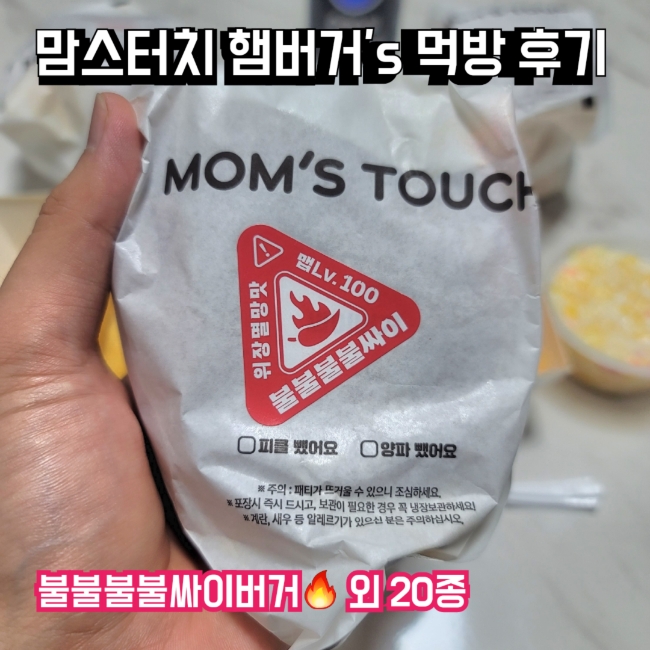 맘스터치 햄버거's 먹방 후기
MOM'S TOUCH
맵Lv.100
위장멸망맛
불불불불싸이
피클 뺐어요 양파 뺐어요
※ 주의 : 패티가 뜨거울 수 있으니 조심하세요.
※ 포장시 즉시 드시고, 보관이 필요한 경우 꼭 냉장보관하세요!
※ 계란, 새우 등 알레르기가 있으신 분은 주의하십시오.
불불불불싸이버거🔥 외 20종